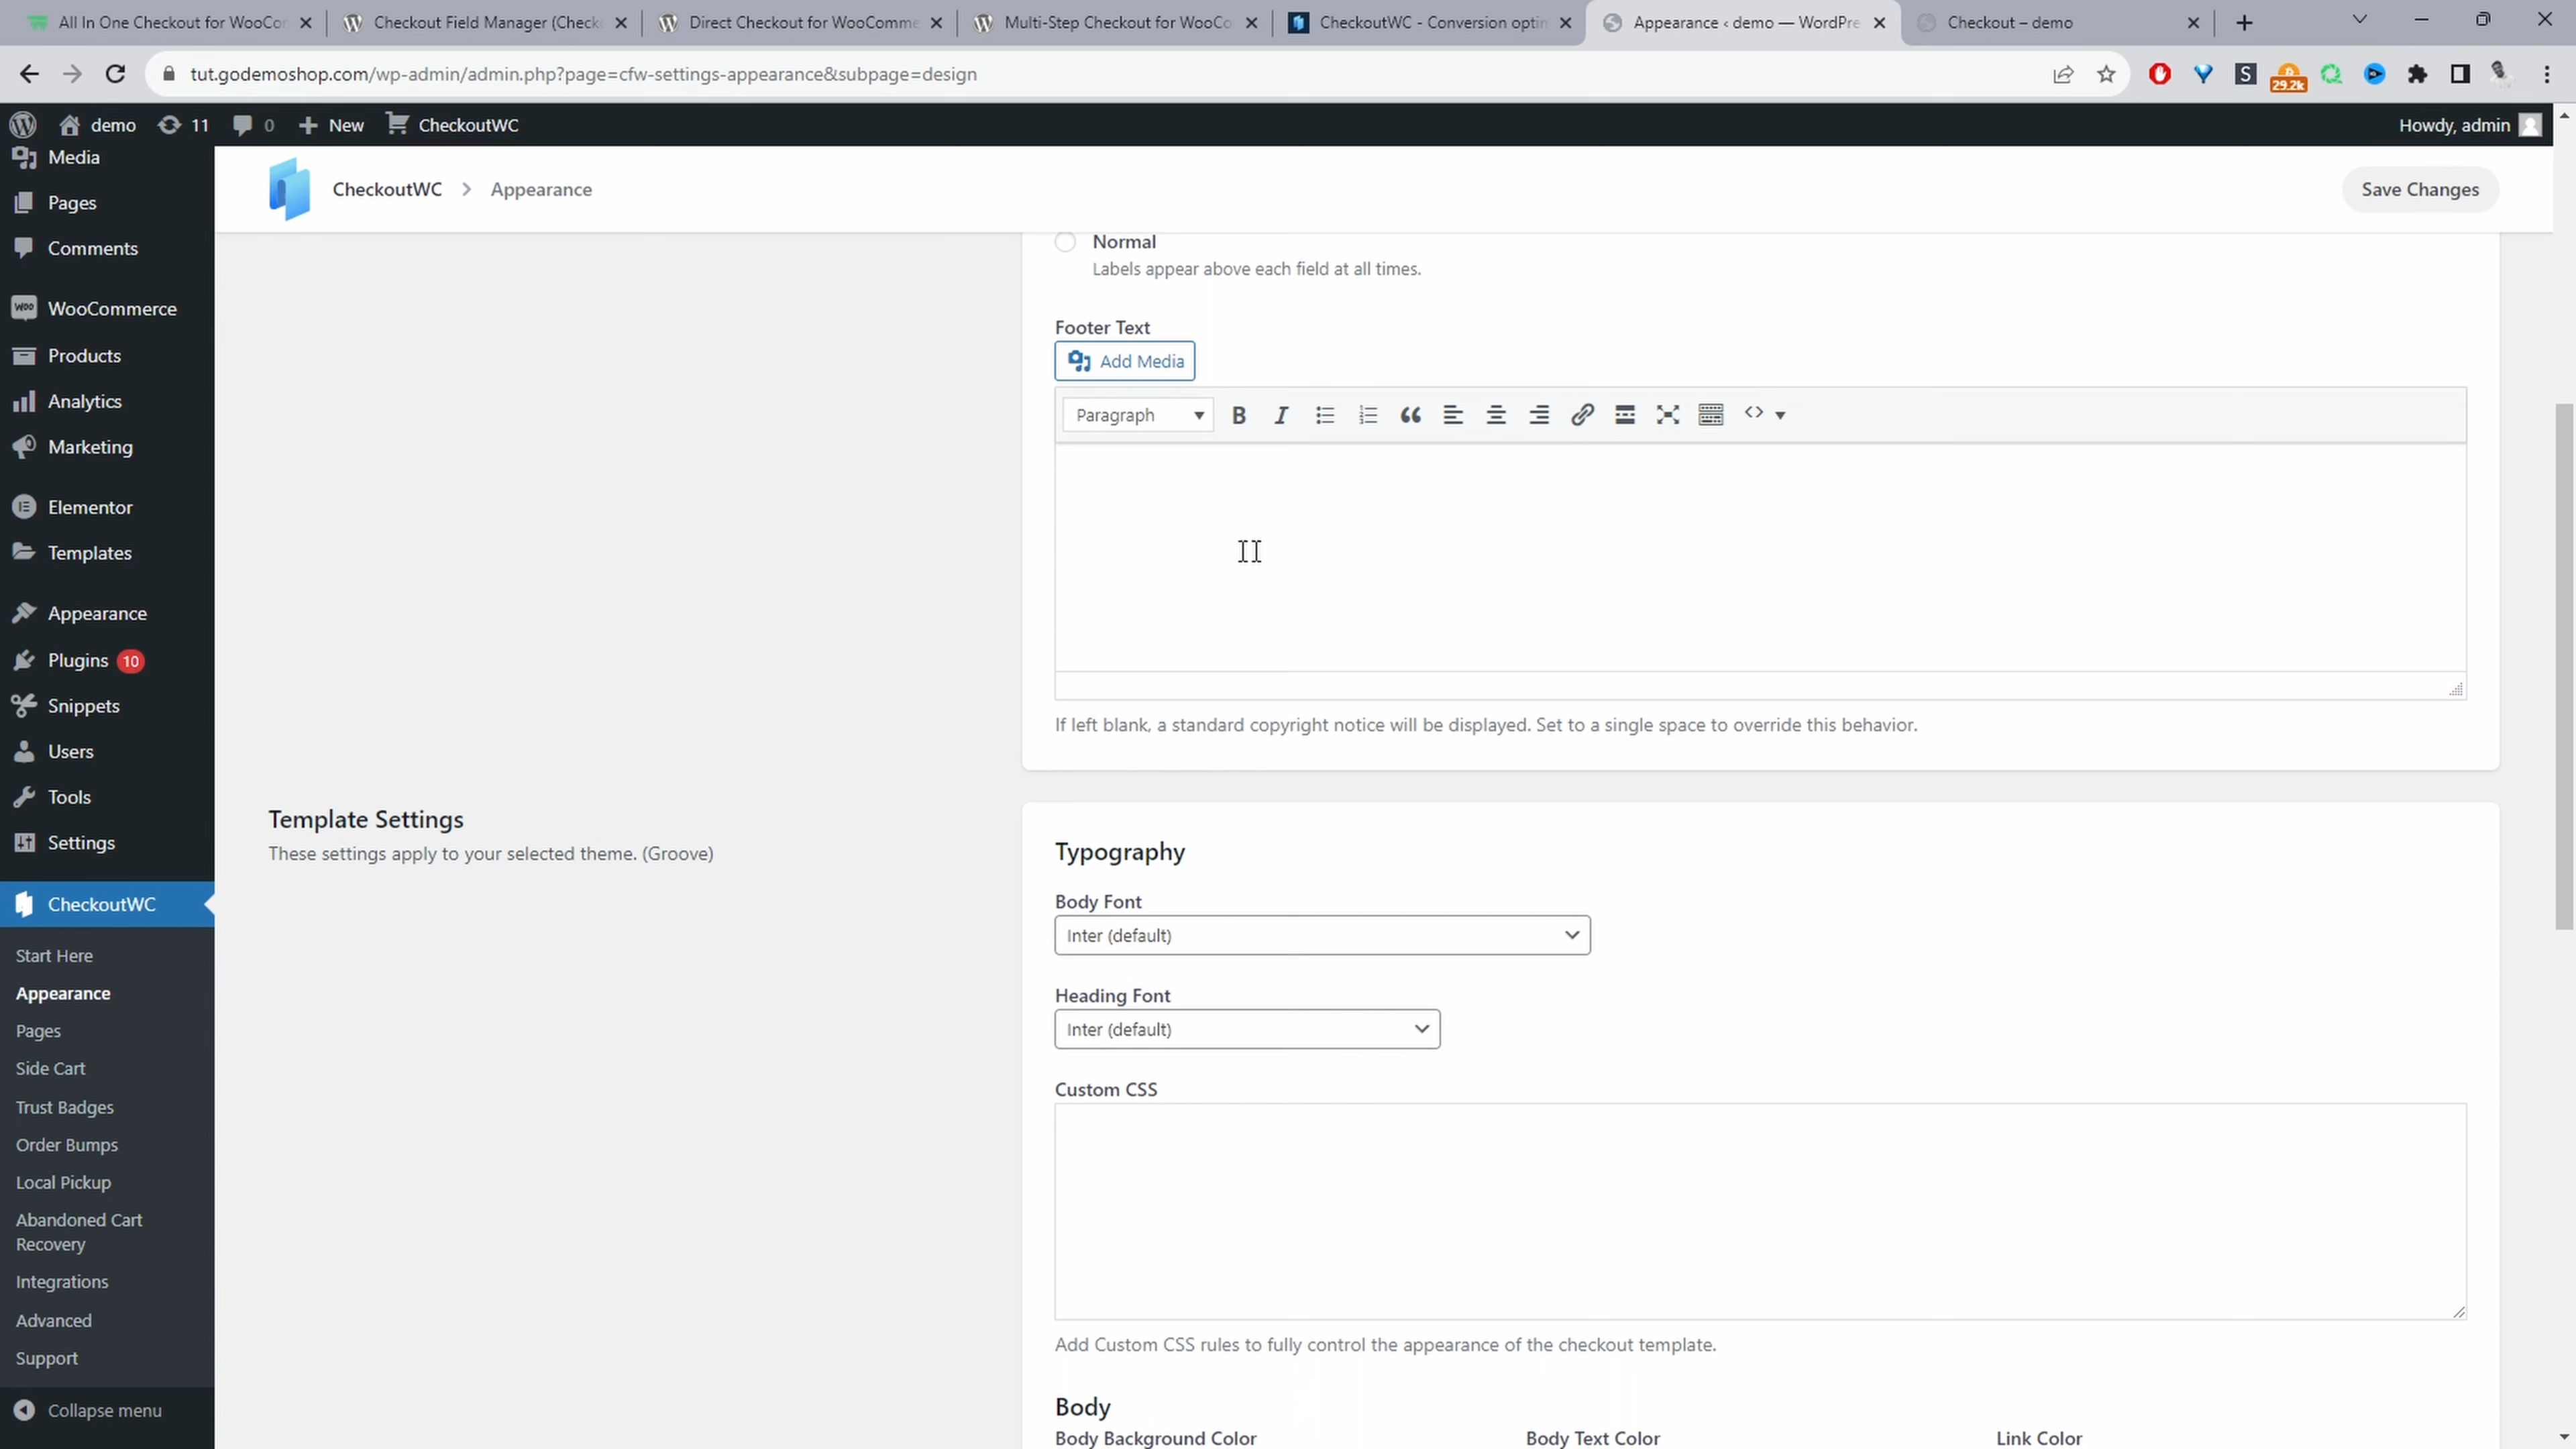 All In One Checkout for WooCon
Checkout Field Manager (Check
Direct Checkout for WooComme
Multi-Step Checkout for WooCo
CheckoutWC - Conversion optim
Appearance ‹ demo — WordPre
Checkout – demo
tut.godemoshop.com/wp-admin/admin.php?page=cfw-settings-appearance&subpage=design
29.2k
demo
11
0
New
CheckoutWC
Howdy, admin
Media
Pages
Comments
WooCommerce
Products
Analytics
Marketing
Elementor
Templates
Appearance
Plugins 10
Snippets
Users
Tools
Settings
CheckoutWC
Start Here
Appearance
Pages
Side Cart
Trust Badges
Order Bumps
Local Pickup
Abandoned Cart
Recovery
Integrations
Advanced
Support
Collapse menu
CheckoutWC
Appearance
Save Changes
Normal
Labels appear above each field at all times.
Footer Text
Add Media
Paragraph
If left blank, a standard copyright notice will be displayed. Set to a single space to override this behavior.
Template Settings
These settings apply to your selected theme. (Groove)
Typography
Body Font
Inter (default)
Heading Font
Inter (default)
Custom CSS
Add Custom CSS rules to fully control the appearance of the checkout template.
Body
Body Background Color
Body Text Color
Link Color